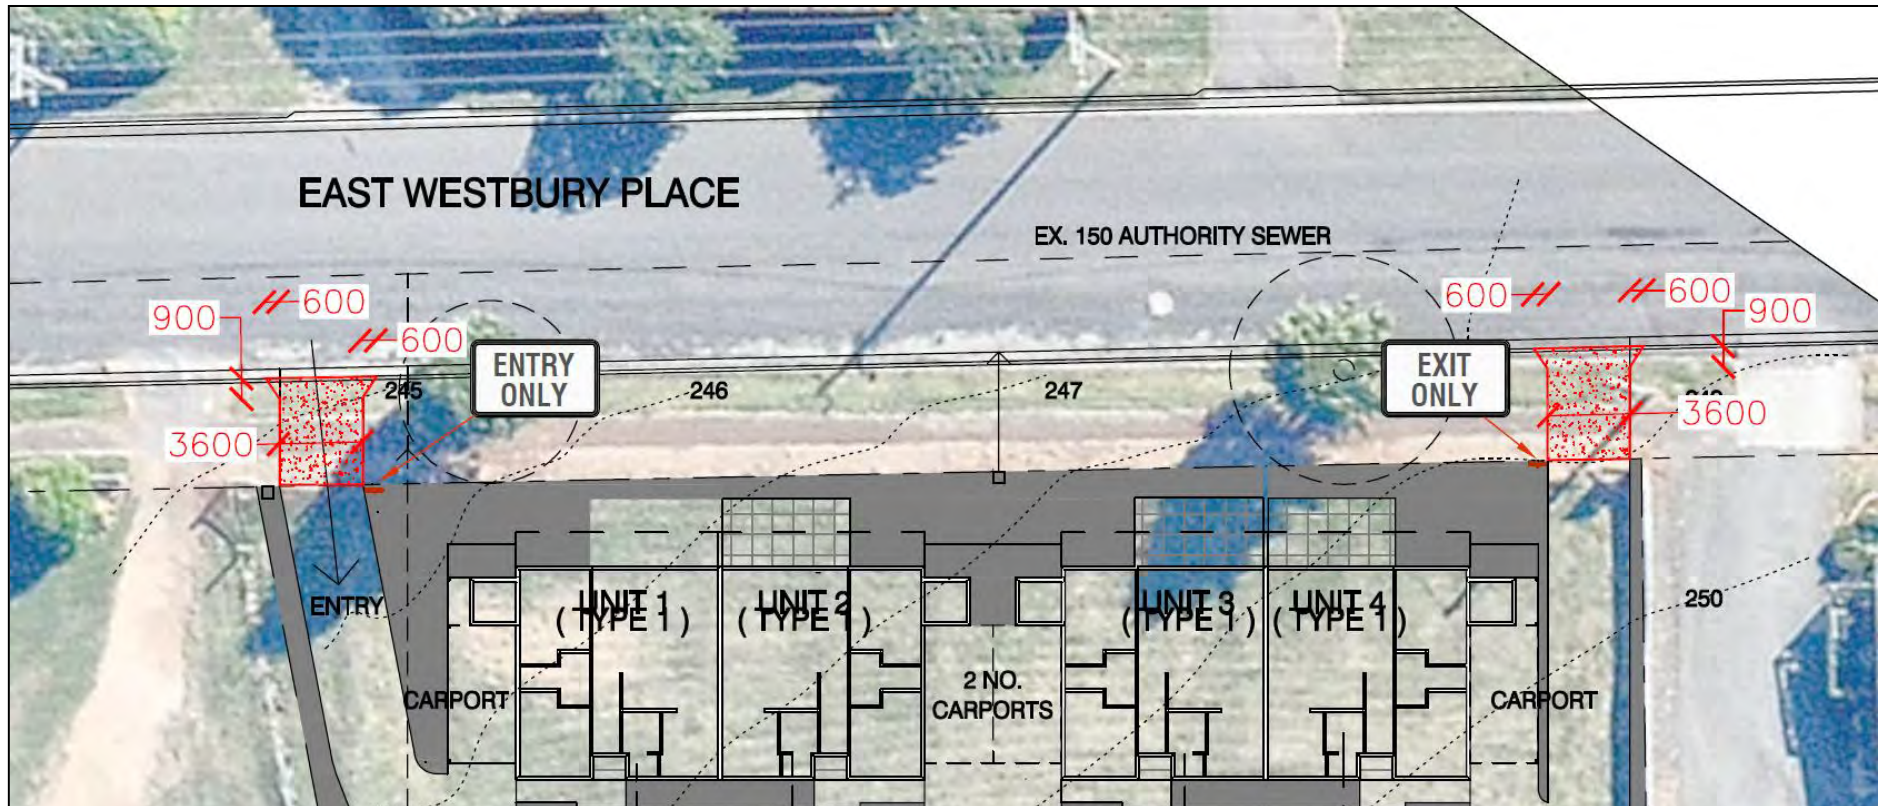 EAST WESTBURY PLACE
EX. 150 AUTHORITY SEWER
600
900
600
600
600
900
ENTRY
ONLY
EXIT
ONLY
245
246
247
3600
3600
ENTRY
UNIT 1
( TYPE 1 )
UNIT 2
( TYPE 1 )
UNIT 3
( TYPE 1 )
UNIT 4
( TYPE 1 )
250
CARPORT
2 NO.
CARPORTS
CARPORT